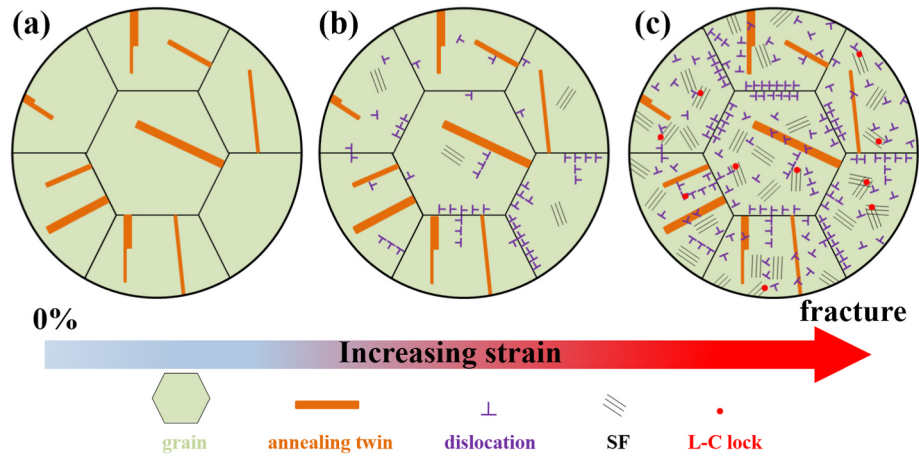 (a)
(b)
(c)
0%
fracture
Increasing strain
grain
annealing twin
dislocation
SF
L-C lock